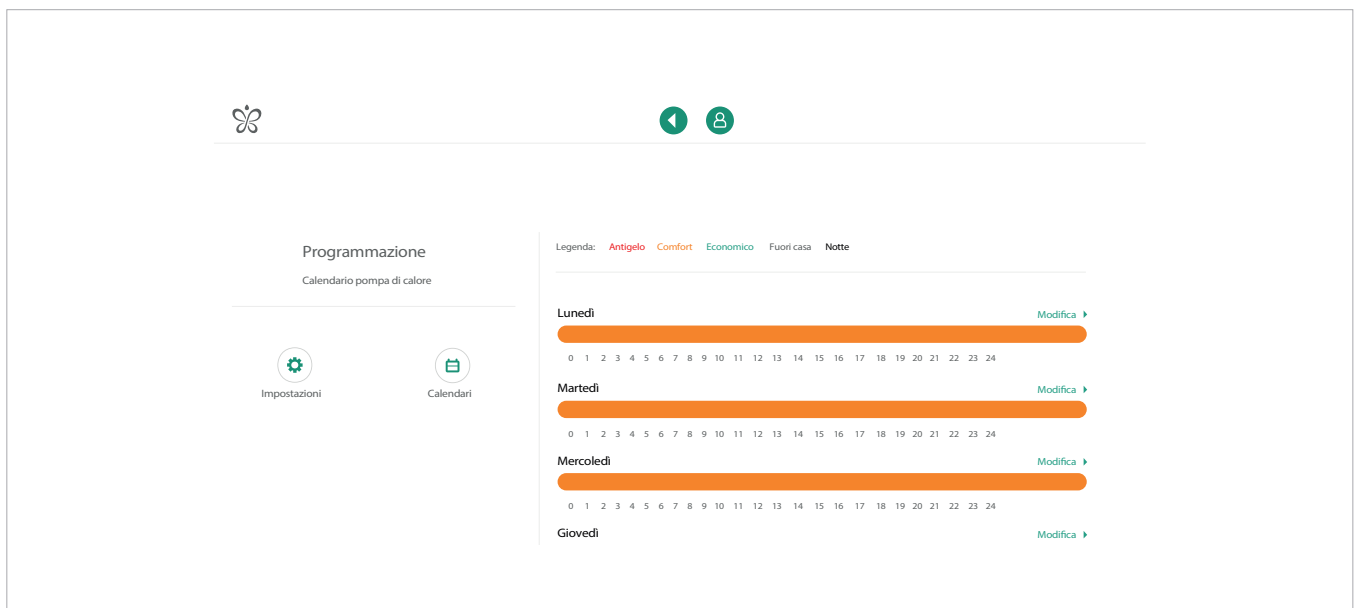 Programmazione
Calendario pompa di calore
Impostazioni
Calendari
Legenda: Antigelo Comfort Economico Fuori casa Notte
Lunedì Modifica
0 1 2 3 4 5 6 7 8 9 10 11 12 13 14 15 16 17 18 19 20 21 22 23 24
Martedì Modifica
0 1 2 3 4 5 6 7 8 9 10 11 12 13 14 15 16 17 18 19 20 21 22 23 24
Mercoledì Modifica
0 1 2 3 4 5 6 7 8 9 10 11 12 13 14 15 16 17 18 19 20 21 22 23 24
Giovedì Modifica